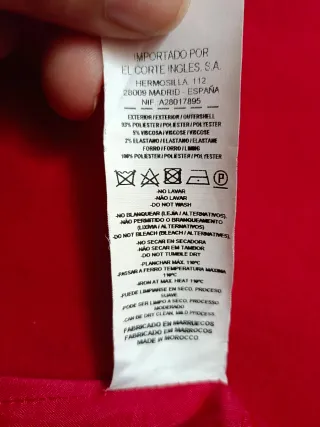 IMPORTADO POR
EL CORTE INGLES, S.A.
HERMOSILLA, 112
28009 MADRID - ESPAÑA
NIF: A28017895
EXTERIOR / EXTERIOR / OUTERSHELL
93% POLIESTER / POLIÉSTER / POLYESTER
5% VISCOSA / VISCOSE / VISCOSE
2% ELASTANO / ELASTANO / ELASTANE
FORRO / FORRO / LINING
100% POLIESTER / POLIÉSTER / POLYESTER
P
-NO LAVAR
-NÃO LAVAR
-DO NOT WASH
-NO BLANQUEAR (LEJÍA / ALTERNATIVOS).
-NÃO PERMITIDO O BRANQUEAMENTO
(LIXÍVIA / ALTERNATIVOS)
-DO NOT BLEACH (BLEACH / ALTERNATIVES).
-NO SECAR EN SECADORA
-NÃO SECAR EM TAMBOR
-DO NOT TUMBLE DRY
-PLANCHAR MÁX. 110ºC
-PASSAR A FERRO TEMPERATURA MÁXIMA
110ºC
-IRON AT MAX. HEAT 110ºC
-PUEDE LIMPIARSE EN SECO, PROCESO
SUAVE
-PODE SER LIMPO A SECO, PROCESSO
MODERADO
-CAN BE DRY CLEAN, MILD PROCESS.
FABRICADO EN MARRUECOS
FABRICADO EM MARROCOS
MADE IN MOROCCO